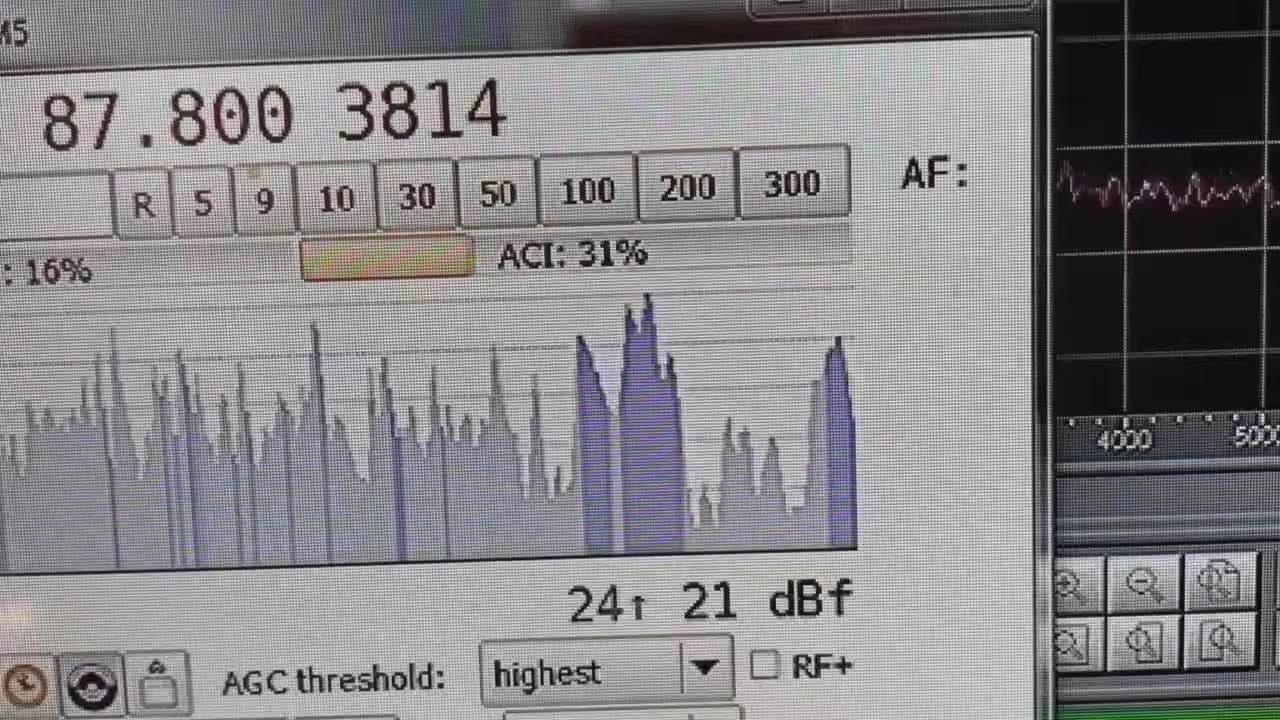 M5
87.800 3814
R 5 9 10 30 50 100 200 300
AF:
: 16% ACI: 31%
4000 5000
24↑ 21 dBf
AGC threshold: highest RF+